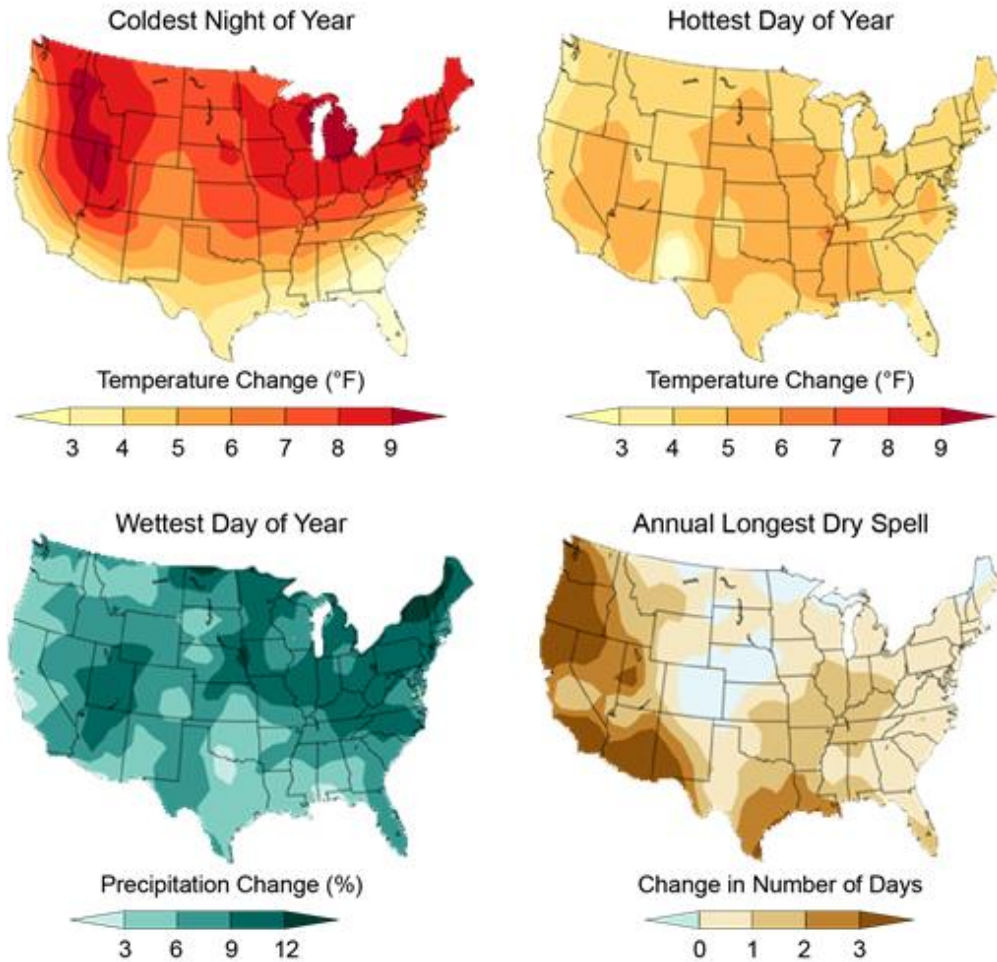 Coldest Night of Year
Hottest Day of Year
Temperature Change (°F)
3 4 5 6 7 8 9
Temperature Change (°F)
3 4 5 6 7 8 9
Wettest Day of Year
Annual Longest Dry Spell
Precipitation Change (%)
3 6 9 12
Change in Number of Days
0 1 2 3